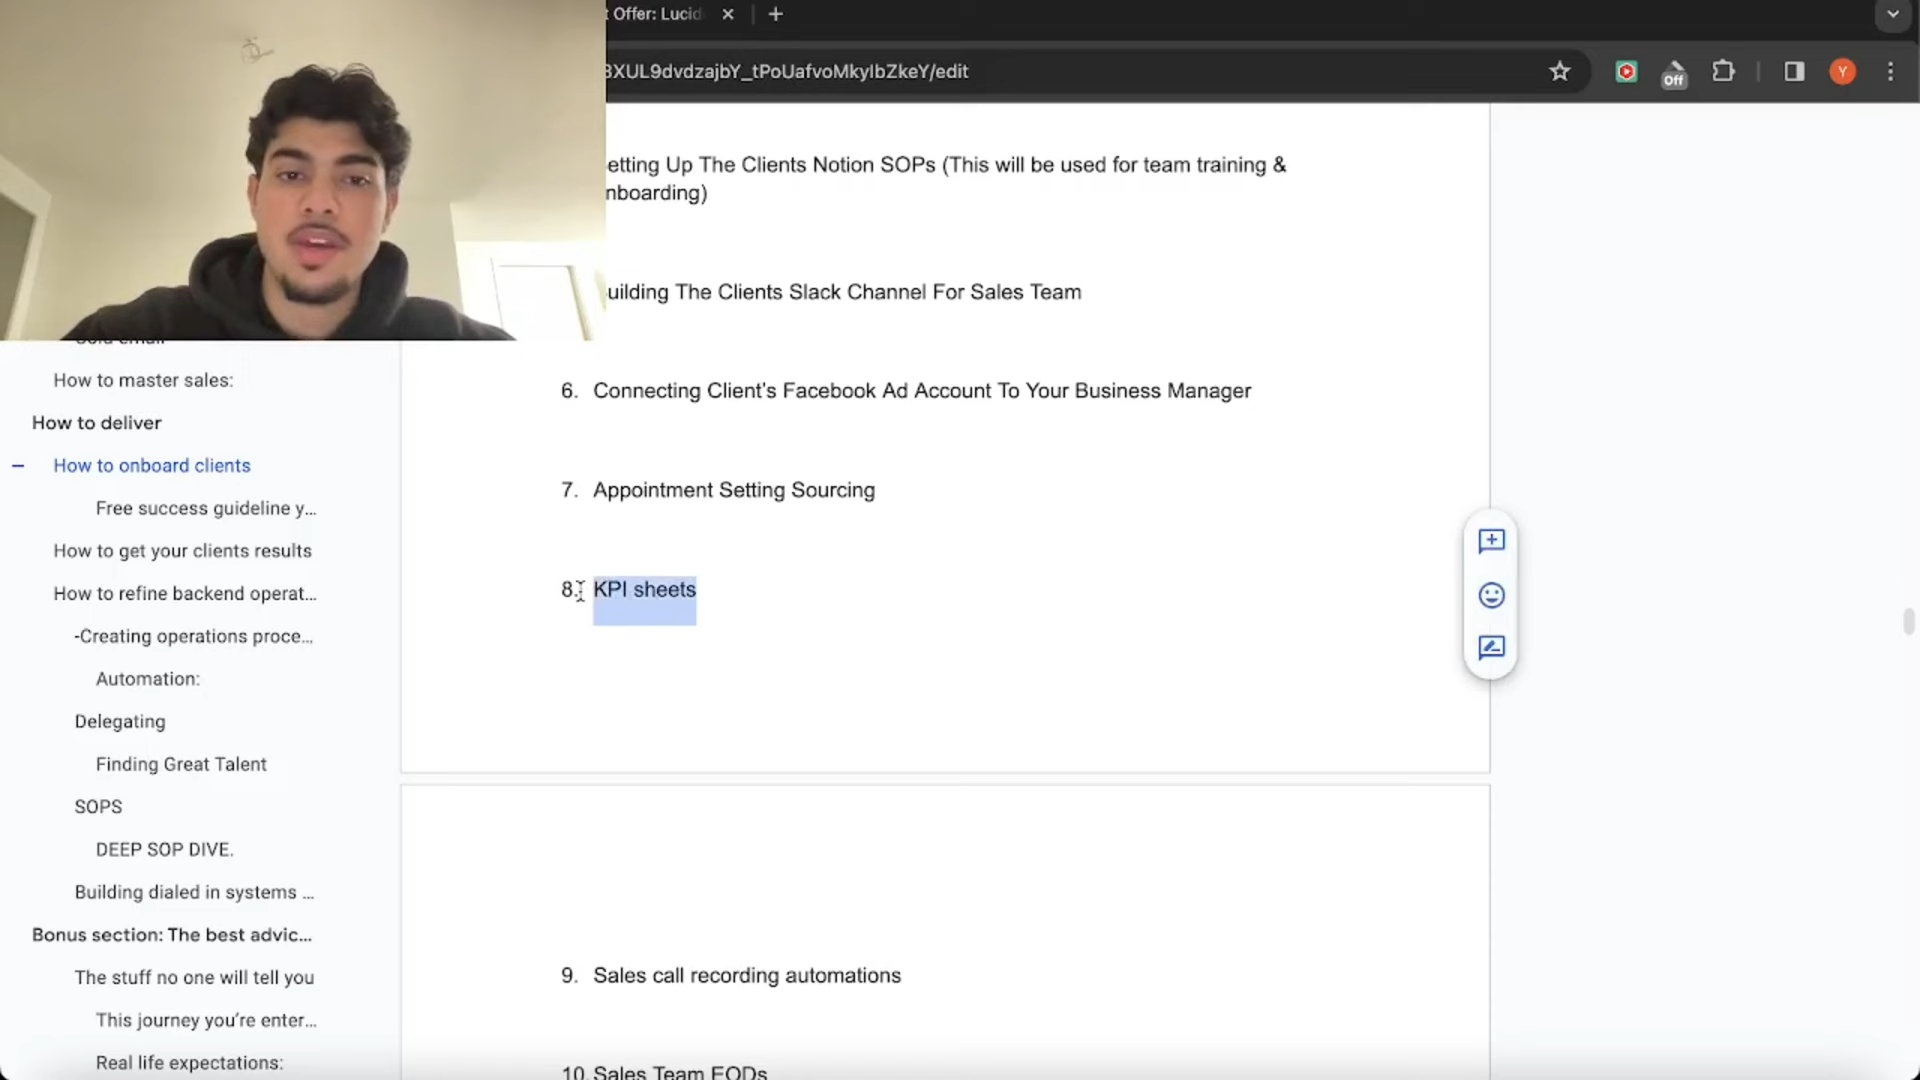 t Offer: Lucid
3XUL9dvdzajbY_tPoUafvoMkyIbZkeY/edit
Off
Y
etting Up The Clients Notion SOPs (This will be used for team training &
nboarding)
uilding The Clients Slack Channel For Sales Team
6. Connecting Client's Facebook Ad Account To Your Business Manager
7. Appointment Setting Sourcing
8. KPI sheets
9. Sales call recording automations
10. Sales Team EODs
Cold email
How to master sales:
How to deliver
How to onboard clients
Free success guideline y...
How to get your clients results
How to refine backend operat...
-Creating operations proce...
Automation:
Delegating
Finding Great Talent
SOPS
DEEP SOP DIVE.
Building dialed in systems ...
Bonus section: The best advic...
The stuff no one will tell you
This journey you're enter...
Real life expectations: